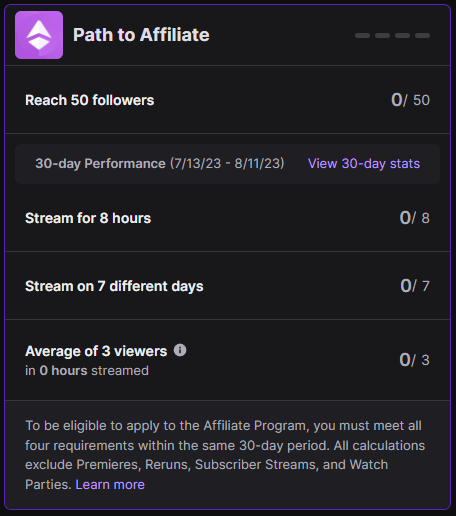 Path to Affiliate
Reach 50 followers 0/ 50
30-day Performance (7/13/23 - 8/11/23) View 30-day stats
Stream for 8 hours 0/ 8
Stream on 7 different days 0/ 7
Average of 3 viewers
in 0 hours streamed 0/ 3
To be eligible to apply to the Affiliate Program, you must meet all
four requirements within the same 30-day period. All calculations
exclude Premieres, Reruns, Subscriber Streams, and Watch
Parties. Learn more